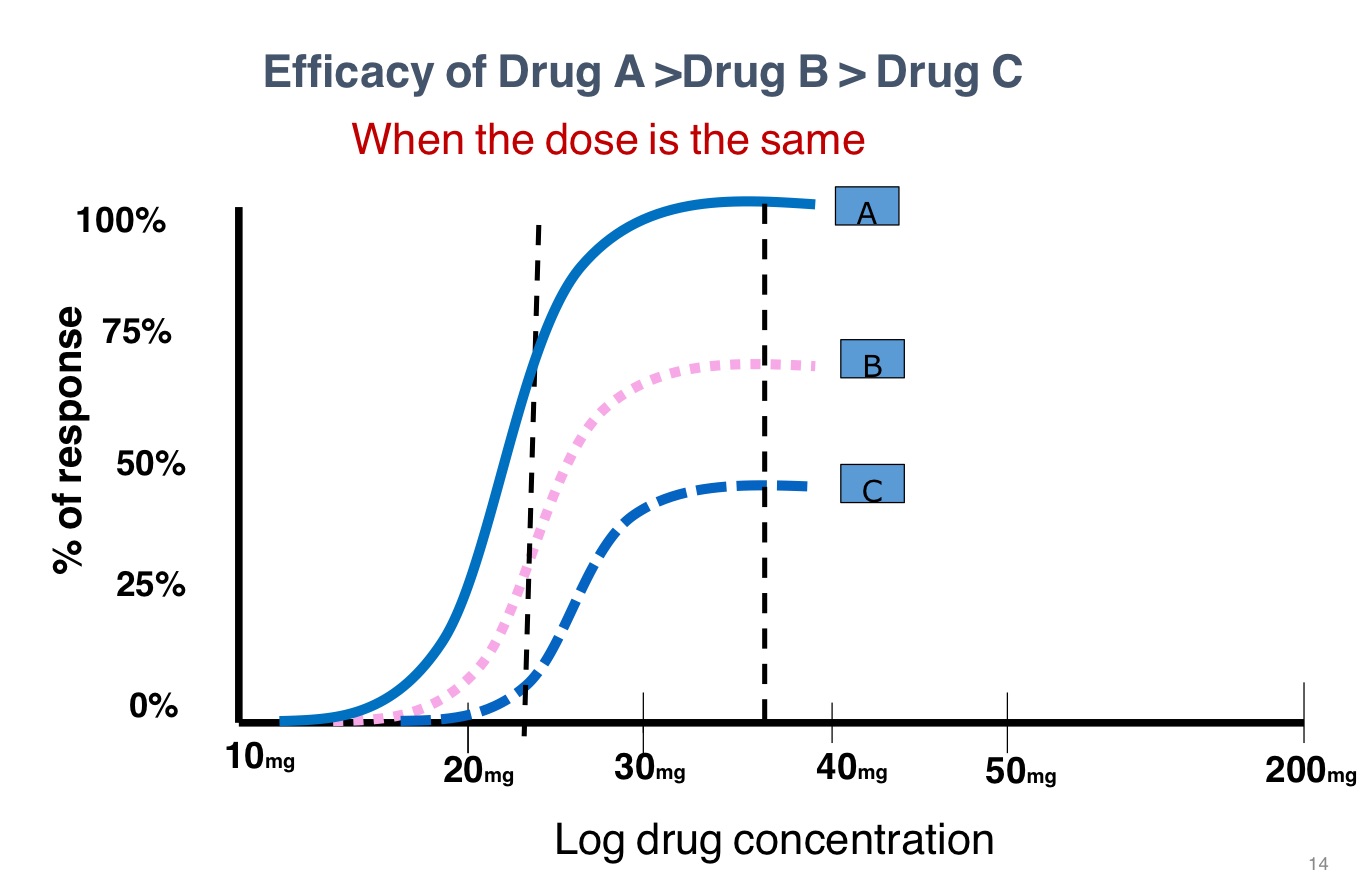 Efficacy of Drug A >Drug B > Drug C
When the dose is the same
% of response
100%
75%
50%
25%
0%
A
B
C
10mg
20mg
30mg
40mg
50mg
200mg
Log drug concentration
14